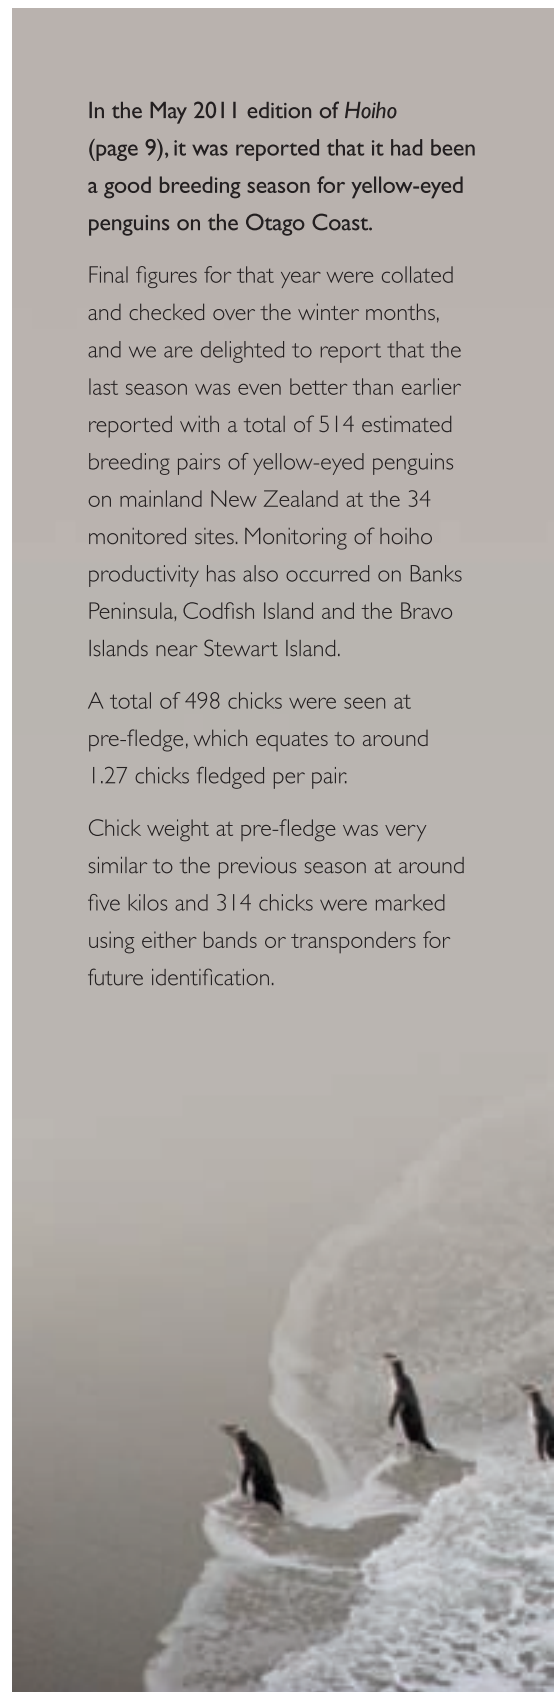 In the May 2011 edition of Hoiho
(page 9), it was reported that it had been
a good breeding season for yellow-eyed
penguins on the Otago Coast.
Final figures for that year were collated
and checked over the winter months,
and we are delighted to report that the
last season was even better than earlier
reported with a total of 514 estimated
breeding pairs of yellow-eyed penguins
on mainland New Zealand at the 34
monitored sites. Monitoring of hoiho
productivity has also occurred on Banks
Peninsula, Codfish Island and the Bravo
Islands near Stewart Island.
A total of 498 chicks were seen at
pre-fledge, which equates to around
1.27 chicks fledged per pair.
Chick weight at pre-fledge was very
similar to the previous season at around
five kilos and 314 chicks were marked
using either bands or transponders for
future identification.